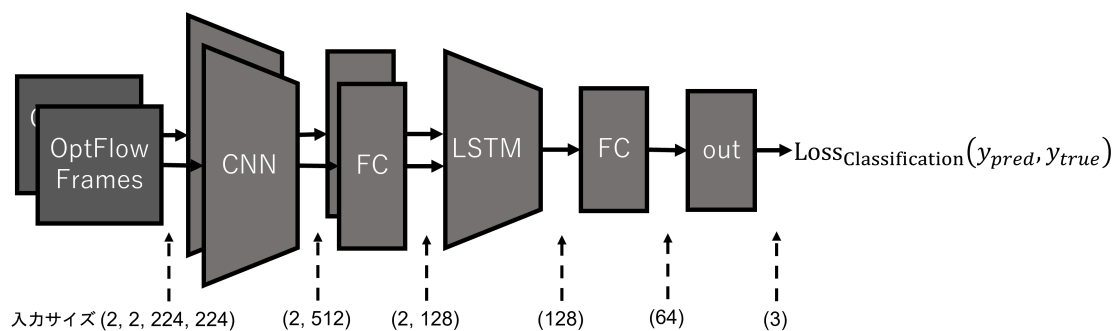 OptFlow
Frames
CNN
FC
LSTM
FC
out
Loss_Classification(y_pred, y_true)
入力サイズ (2, 2, 224, 224)
(2, 512)
(2, 128)
(128)
(64)
(3)